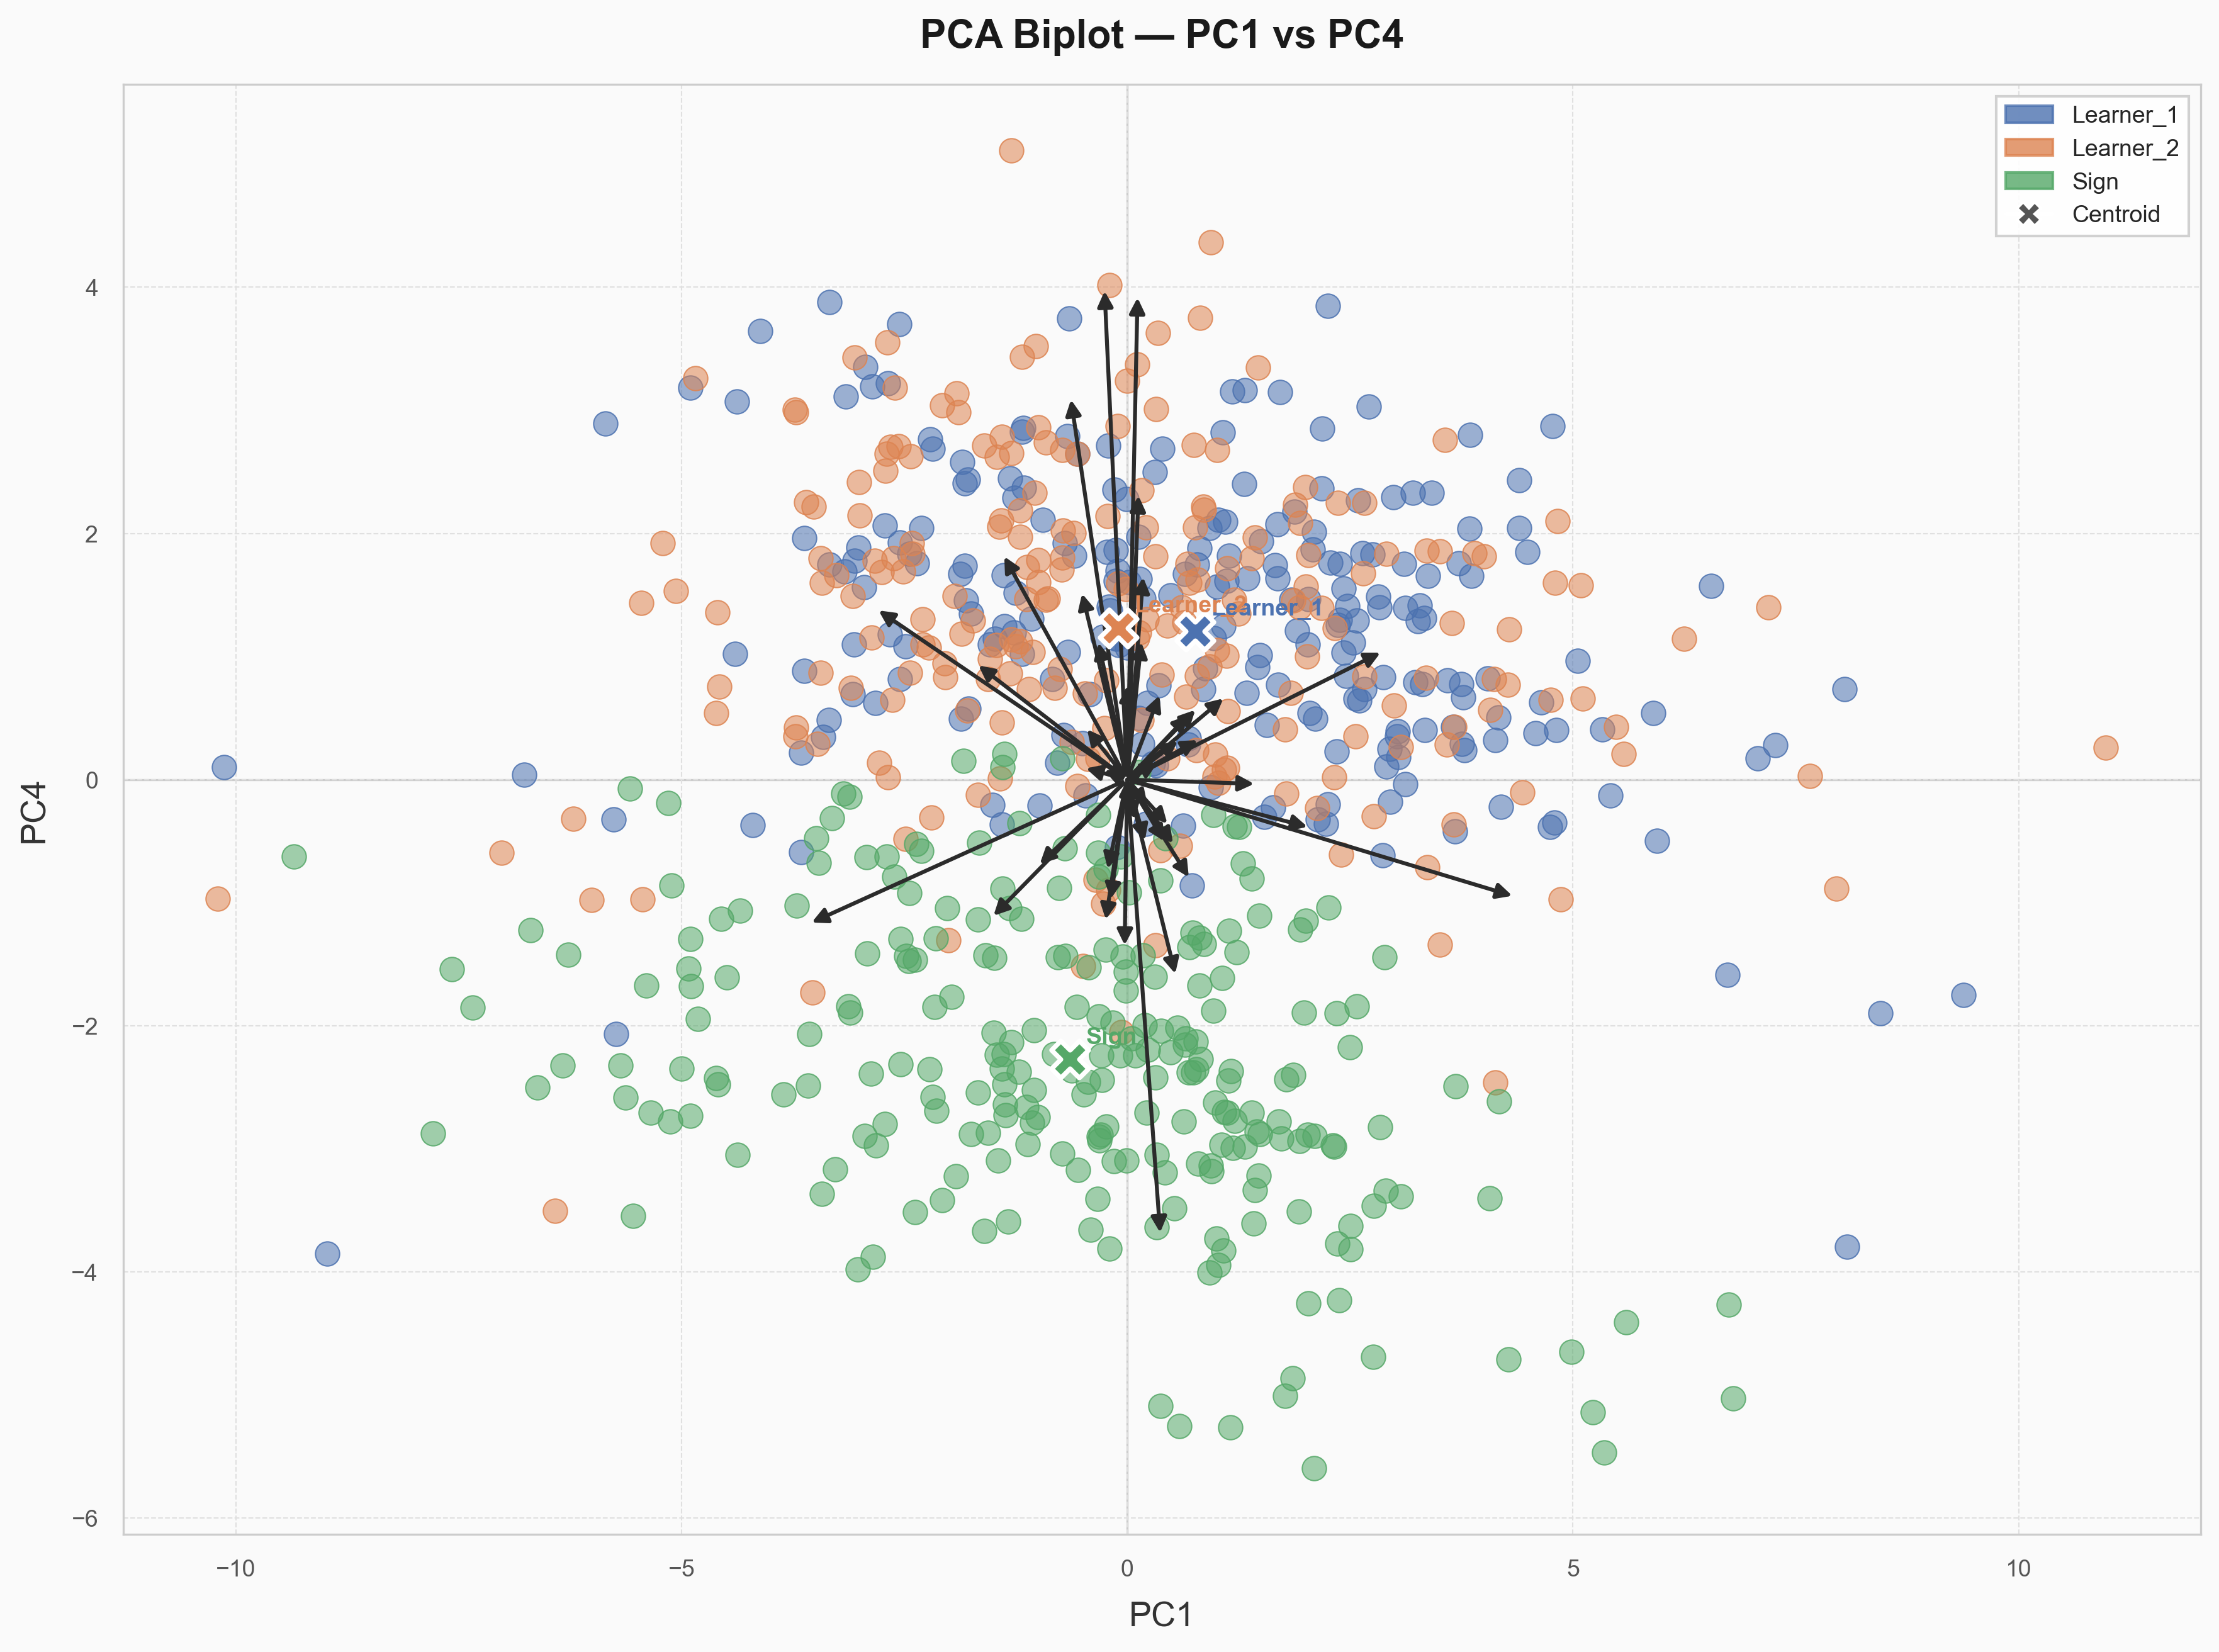 PCA Biplot — PC1 vs PC4
Learner_1
Learner_2
Sign
Centroid
4
2
0
−2
−4
−6
PC4
Learner_2
Learner_1
Sign
−10
−5
0
5
10
PC1